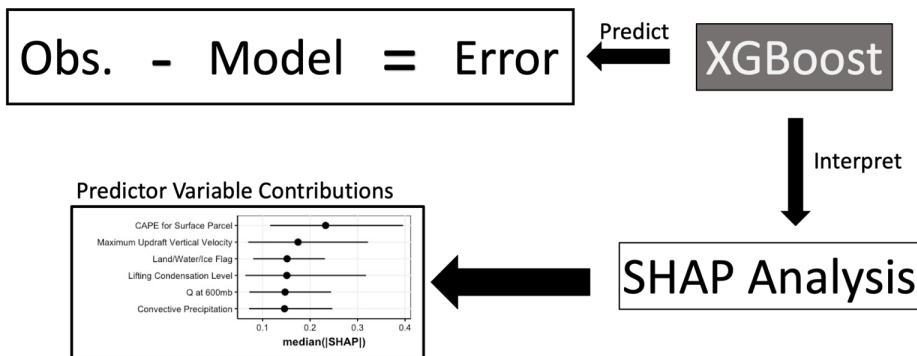 Obs. - Model = Error
Predict
XGBoost
Interpret
SHAP Analysis
Predictor Variable Contributions
CAPE for Surface Parcel
Maximum Updraft Vertical Velocity
Land/Water/Ice Flag
Lifting Condensation Level
Q at 600mb
Convective Precipitation
0.1 0.2 0.3 0.4
median(|SHAP|)